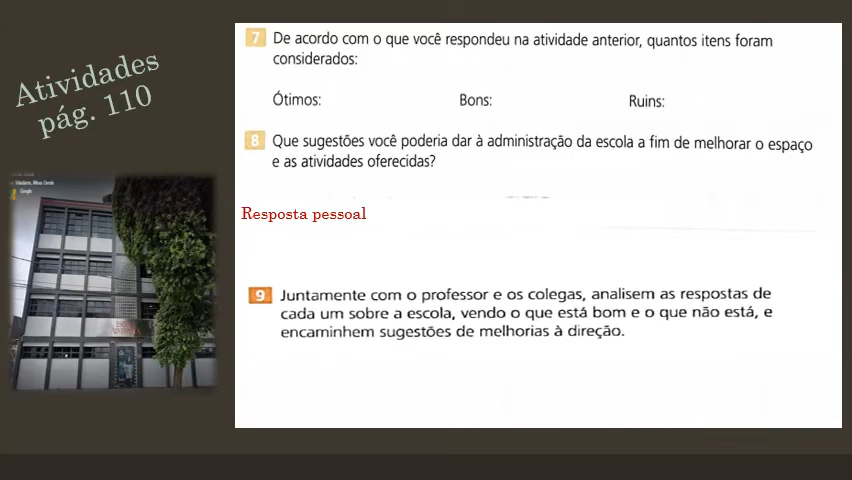 Atividades
pág. 110
Google
7 De acordo com o que você respondeu na atividade anterior, quantos itens foram
considerados:
Ótimos: Bons: Ruins:
8 Que sugestões você poderia dar à administração da escola a fim de melhorar o espaço
e as atividades oferecidas?
Resposta pessoal
9 Juntamente com o professor e os colegas, analisem as respostas de
cada um sobre a escola, vendo o que está bom e o que não está, e
encaminhem sugestões de melhorias à direção.